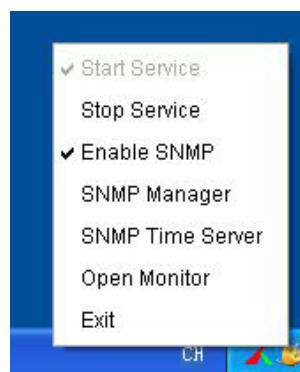 Start Service
Stop Service
Enable SNMP
SNMP Manager
SNMP Time Server
Open Monitor
Exit
CH